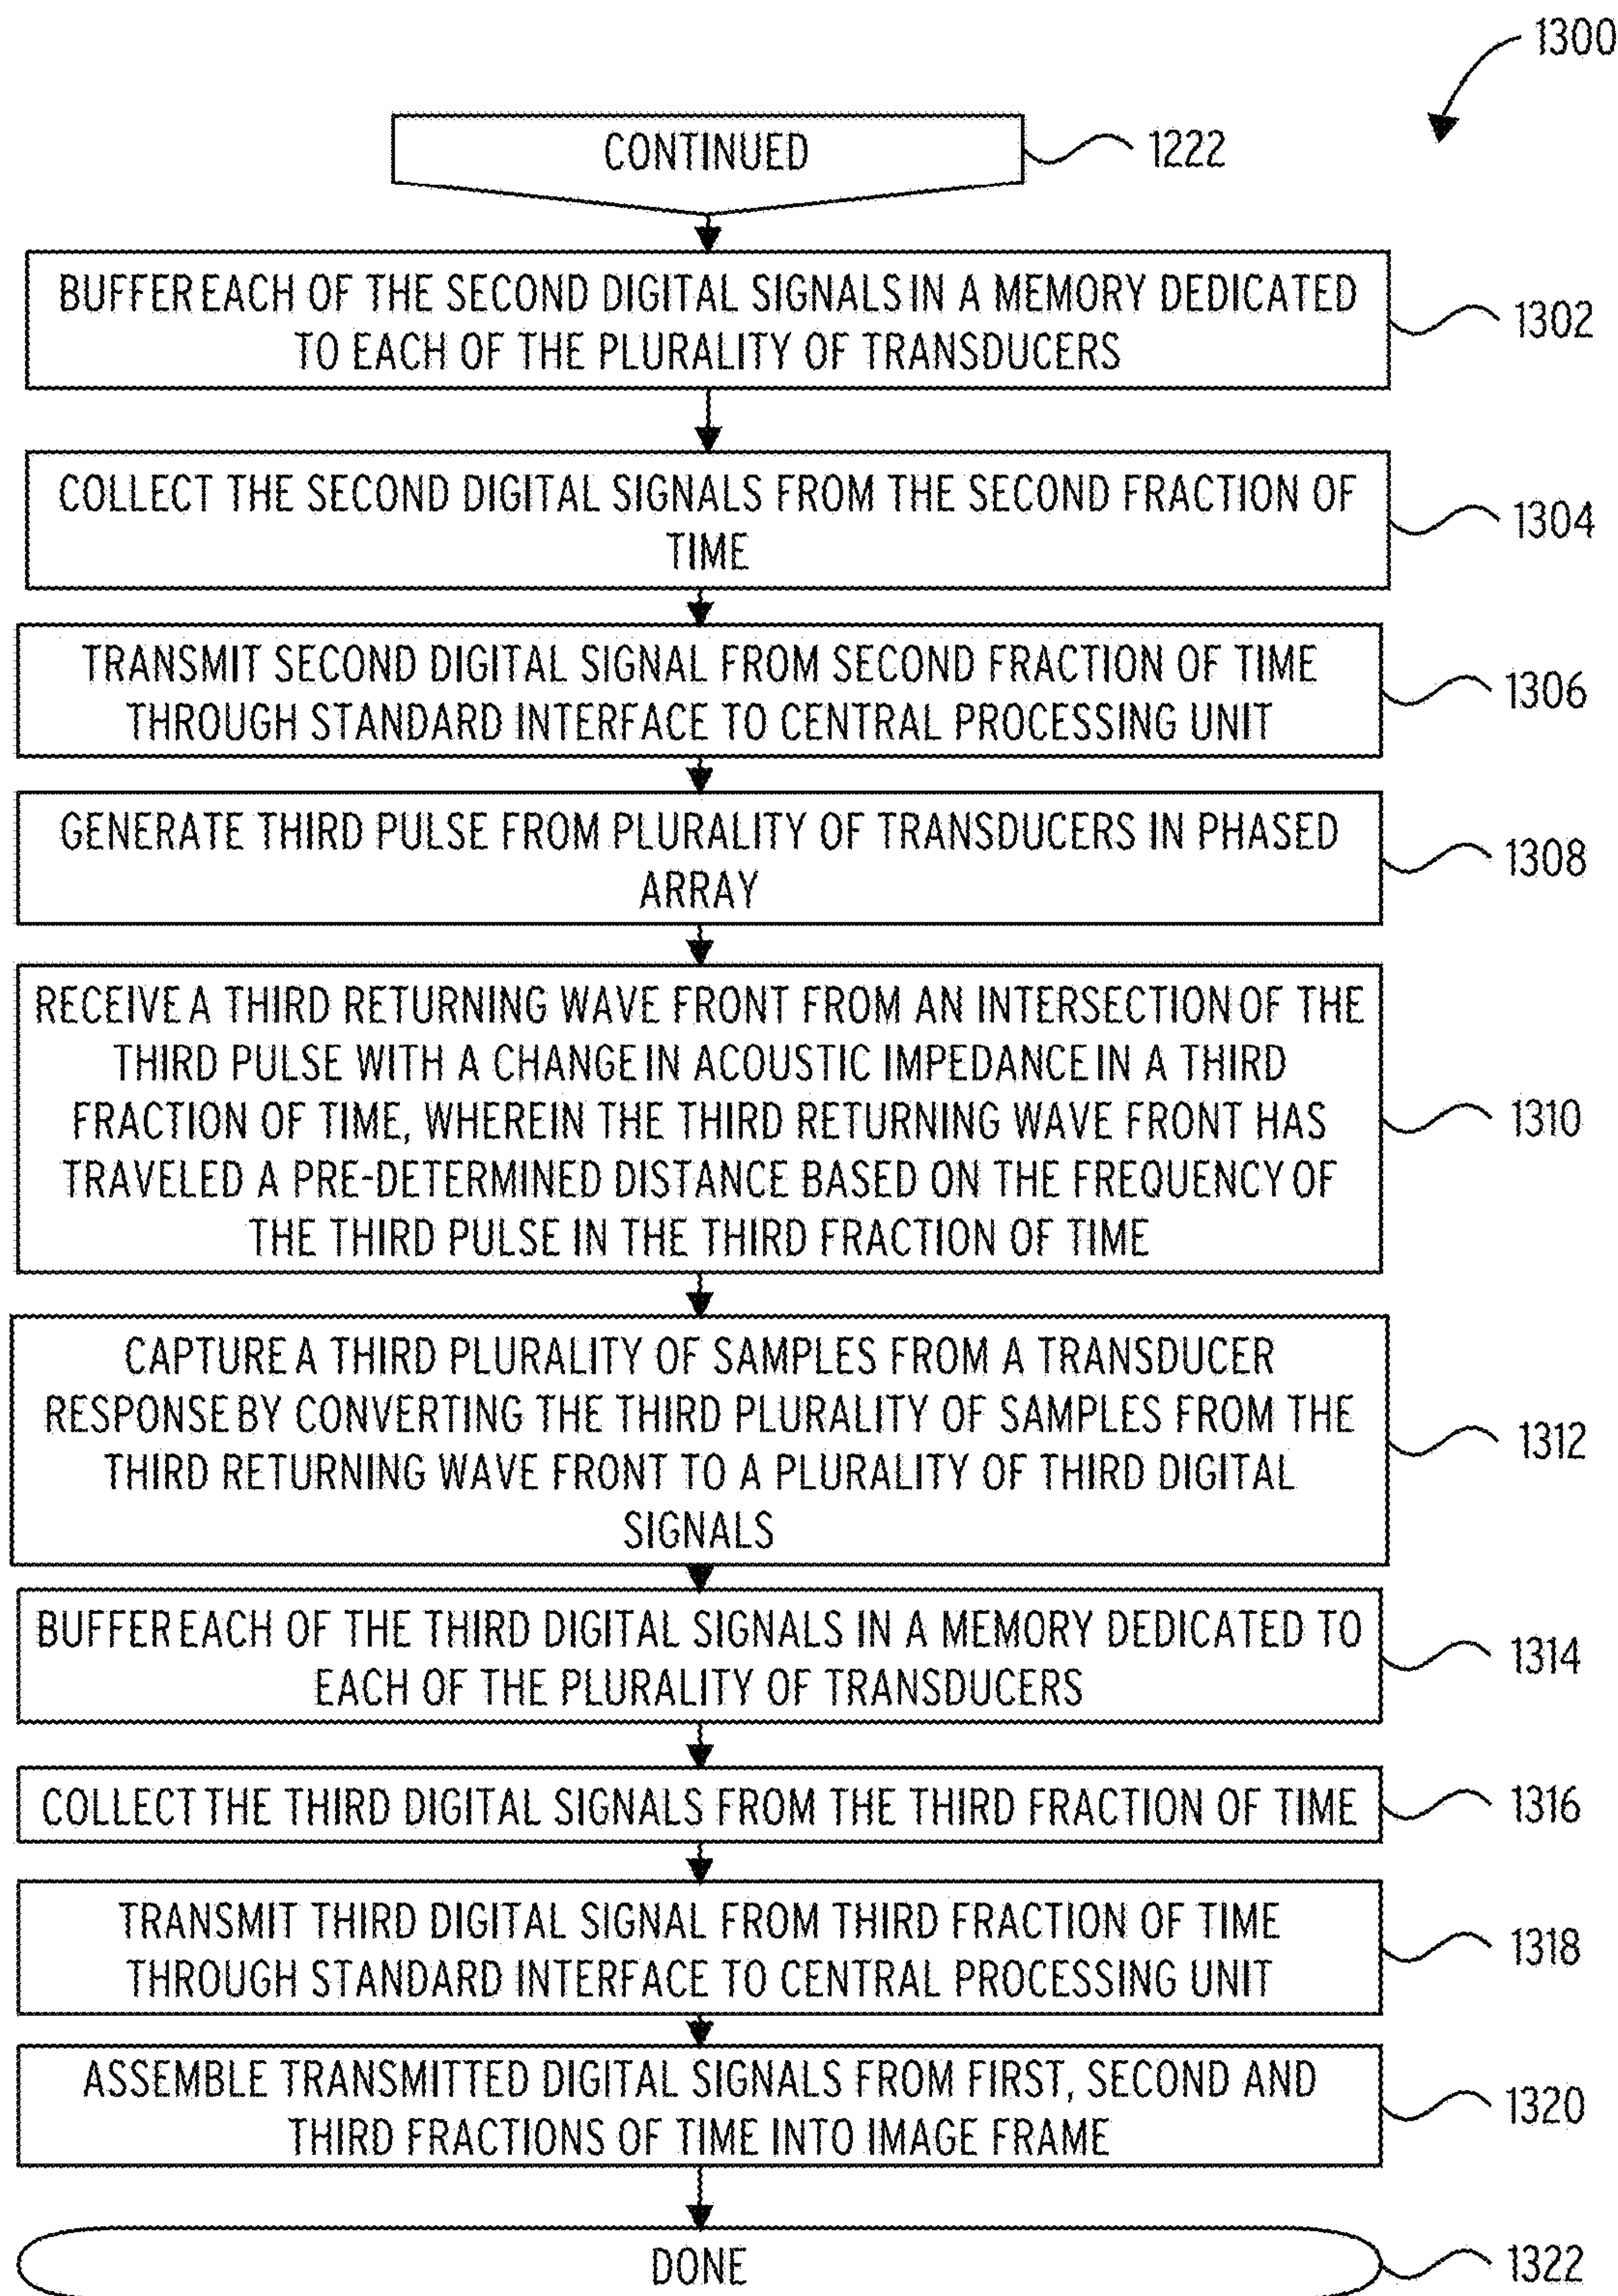 1300
CONTINUED
1222
BUFFER EACH OF THE SECOND DIGITAL SIGNALS IN A MEMORY DEDICATED
TO EACH OF THE PLURALITY OF TRANSDUCERS
1302
COLLECT THE SECOND DIGITAL SIGNALS FROM THE SECOND FRACTION OF
TIME
1304
TRANSMIT SECOND DIGITAL SIGNAL FROM SECOND FRACTION OF TIME
THROUGH STANDARD INTERFACE TO CENTRAL PROCESSING UNIT
1306
GENERATE THIRD PULSE FROM PLURALITY OF TRANSDUCERS IN PHASED
ARRAY
1308
RECEIVE A THIRD RETURNING WAVE FRONT FROM AN INTERSECTION OF THE
THIRD PULSE WITH A CHANGE IN ACOUSTIC IMPEDANCE IN A THIRD
FRACTION OF TIME, WHEREIN THE THIRD RETURNING WAVE FRONT HAS
TRAVELED A PRE-DETERMINED DISTANCE BASED ON THE FREQUENCY OF
THE THIRD PULSE IN THE THIRD FRACTION OF TIME
1310
CAPTURE A THIRD PLURALITY OF SAMPLES FROM A TRANSDUCER
RESPONSE BY CONVERTING THE THIRD PLURALITY OF SAMPLES FROM THE
THIRD RETURNING WAVE FRONT TO A PLURALITY OF THIRD DIGITAL
SIGNALS
1312
BUFFER EACH OF THE THIRD DIGITAL SIGNALS IN A MEMORY DEDICATED TO
EACH OF THE PLURALITY OF TRANSDUCERS
1314
COLLECT THE THIRD DIGITAL SIGNALS FROM THE THIRD FRACTION OF TIME
1316
TRANSMIT THIRD DIGITAL SIGNAL FROM THIRD FRACTION OF TIME
THROUGH STANDARD INTERFACE TO CENTRAL PROCESSING UNIT
1318
ASSEMBLE TRANSMITTED DIGITAL SIGNALS FROM FIRST, SECOND AND
THIRD FRACTIONS OF TIME INTO IMAGE FRAME
1320
DONE
1322